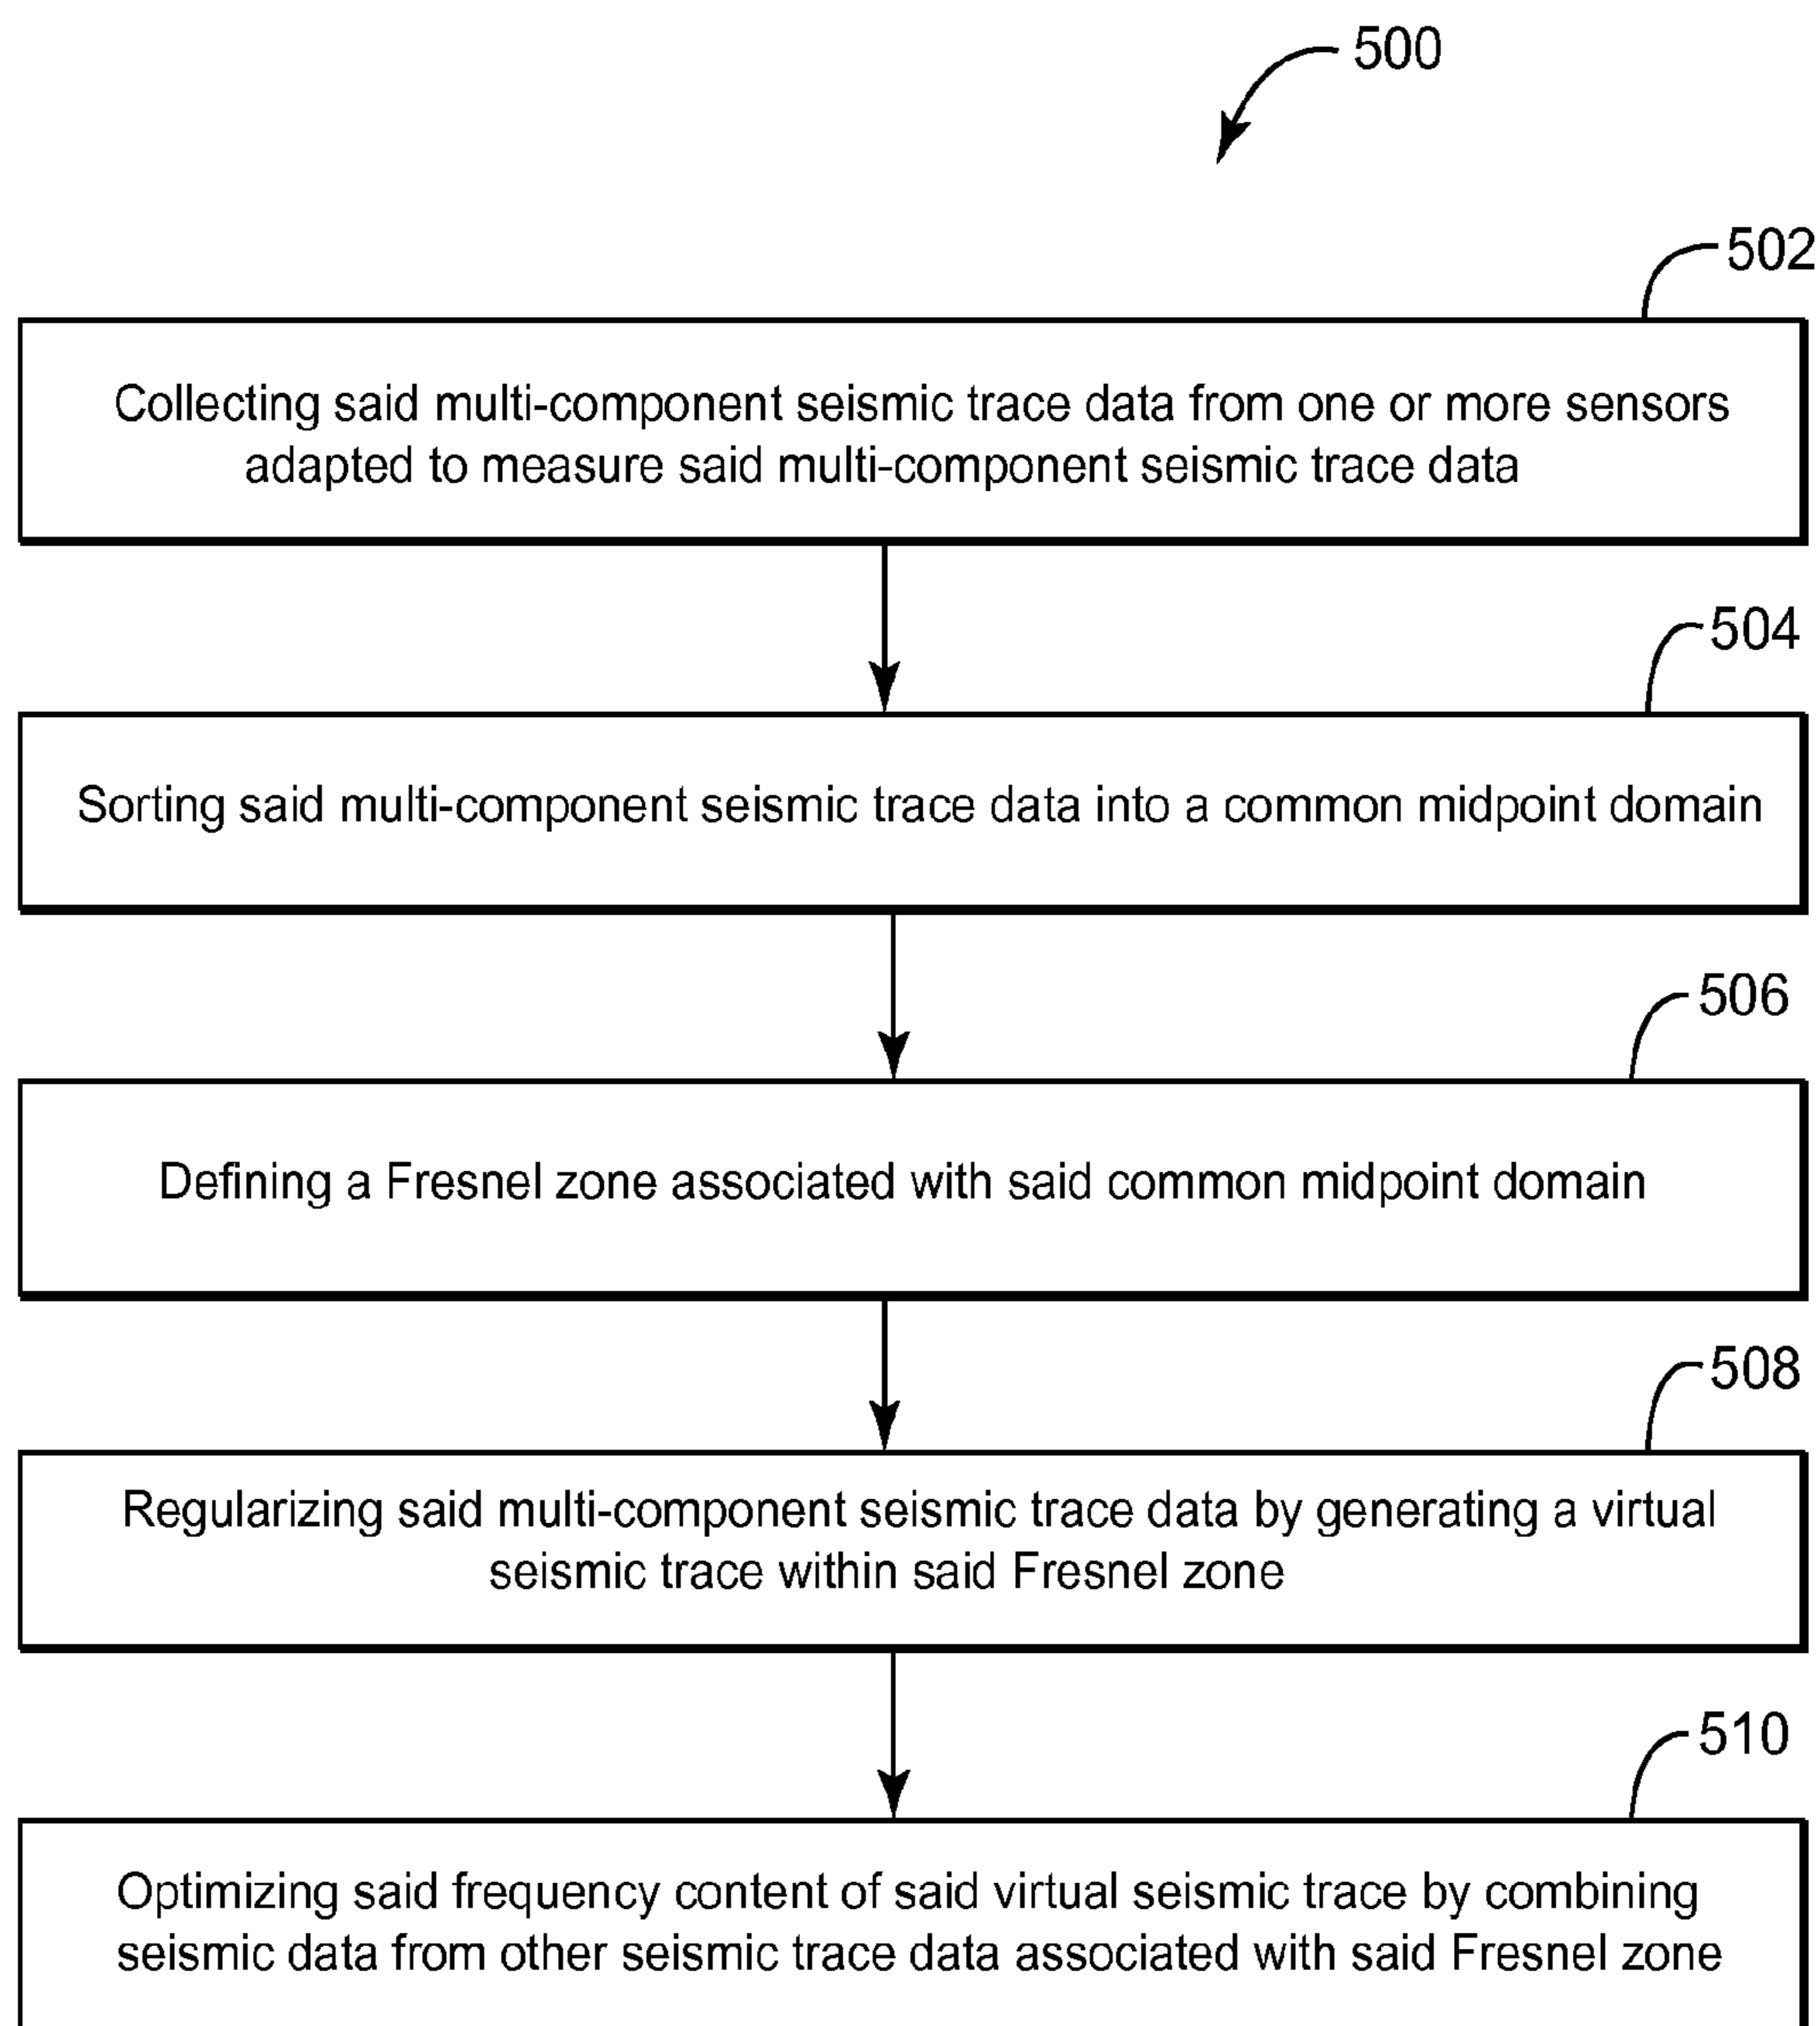 500
502
Collecting said multi-component seismic trace data from one or more sensors
adapted to measure said multi-component seismic trace data
504
Sorting said multi-component seismic trace data into a common midpoint domain
506
Defining a Fresnel zone associated with said common midpoint domain
508
Regularizing said multi-component seismic trace data by generating a virtual
seismic trace within said Fresnel zone
510
Optimizing said frequency content of said virtual seismic trace by combining
seismic data from other seismic trace data associated with said Fresnel zone